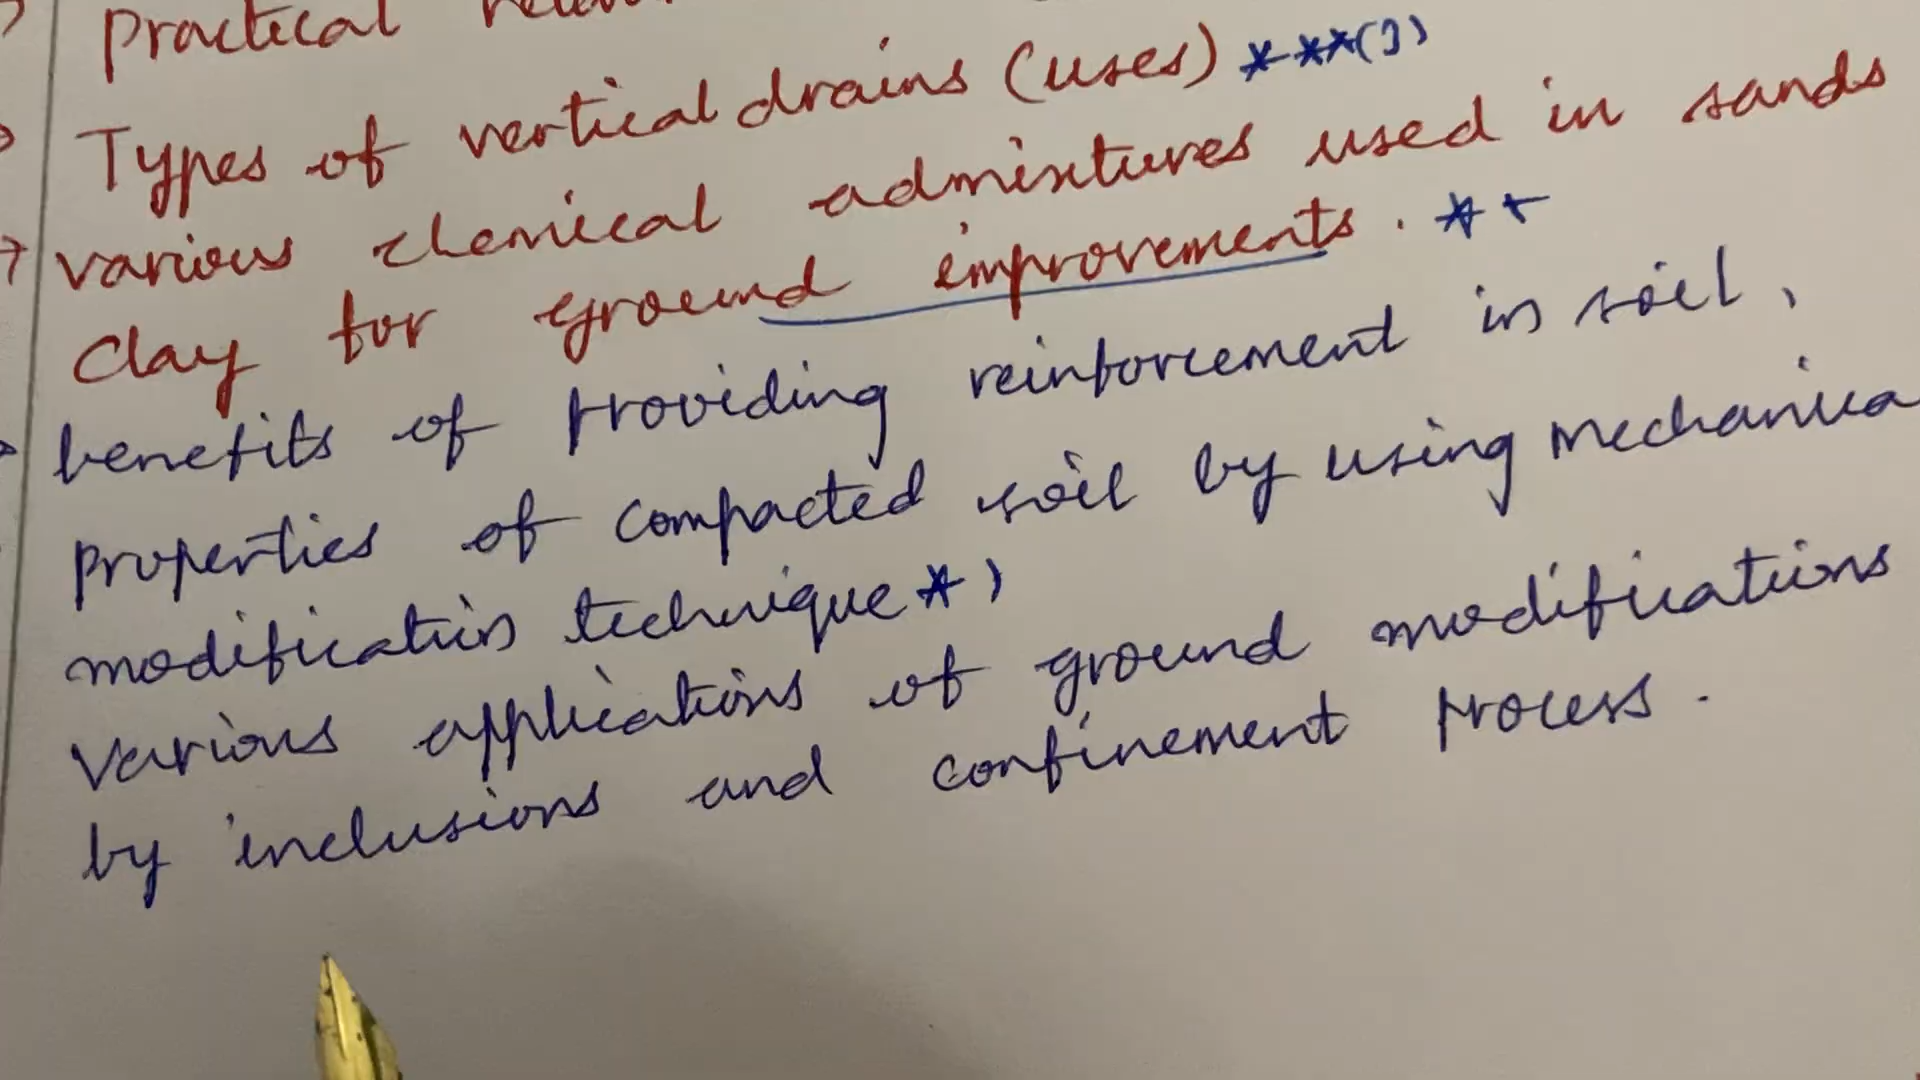 Practical
Types of vertical drains (uses) ***(3)
various chemical admixtures used in sands
clay for ground improvements. **
benefits of providing reinforcement in soil,
properties of compacted soil by using mechanica
modification technique *,
various applications of ground modifications
by inclusions and confinement process.